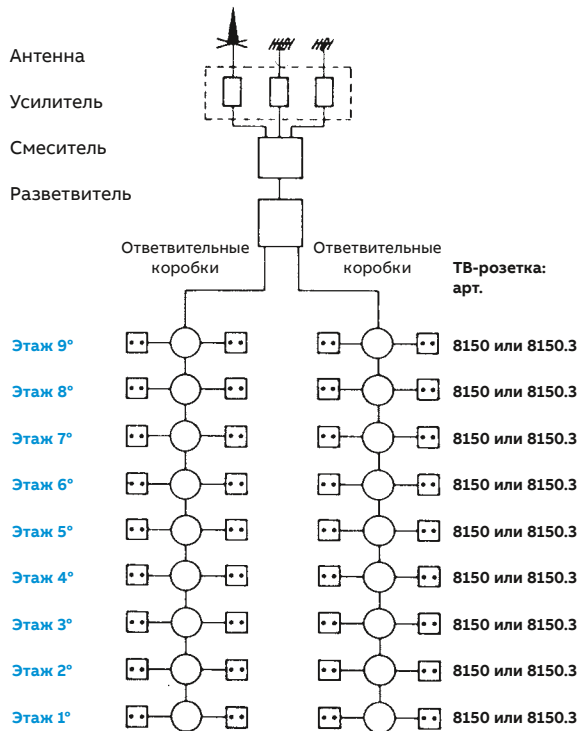 Антенна
Усилитель
Смеситель
Разветвитель
Ответвительные
коробки
Ответвительные
коробки
ТВ-розетка:
арт.
Этаж 9° 8150 или 8150.3
Этаж 8° 8150 или 8150.3
Этаж 7° 8150 или 8150.3
Этаж 6° 8150 или 8150.3
Этаж 5° 8150 или 8150.3
Этаж 4° 8150 или 8150.3
Этаж 3° 8150 или 8150.3
Этаж 2° 8150 или 8150.3
Этаж 1° 8150 или 8150.3